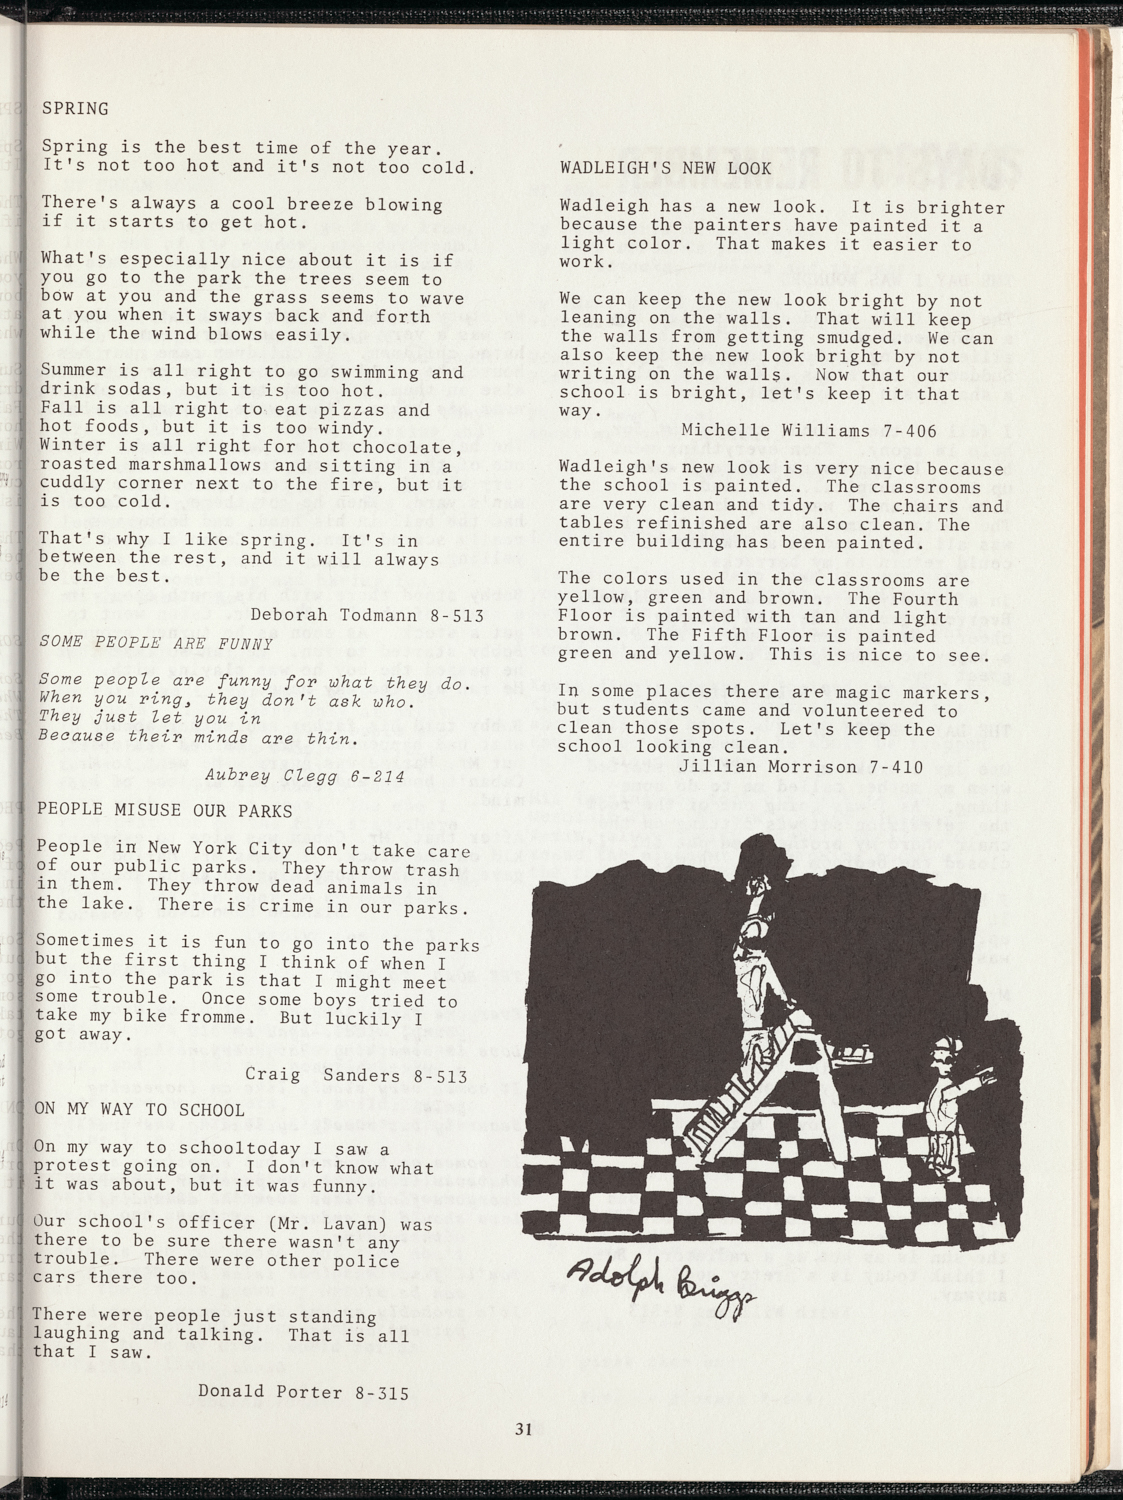 SPRING
Spring is the best time of the year.
It's not too hot and it's not too cold.
There's always a cool breeze blowing
if it starts to get hot.
What's especially nice about it is if
you go to the park the trees seem to
bow at you and the grass seems to wave
at you when it sways back and forth
while the wind blows easily.
Summer is all right to go swimming and
drink sodas, but it is too hot.
Fall is all right to eat pizzas and
hot foods, but it is too windy.
Winter is all right for hot chocolate,
roasted marshmallows and sitting in a
cuddly corner next to the fire, but it
is too cold.
That's why I like spring.  It's in
between the rest, and it will always
be the best.
Deborah Todmann 8-513
SOME PEOPLE ARE FUNNY
Some people are funny for what they do.
When you ring, they don't ask who.
They just let you in
Because their minds are thin.
Aubrey Clegg 6-214
PEOPLE MISUSE OUR PARKS
People in New York City don't take care
of our public parks.  They throw trash
in them.  They throw dead animals in
the lake.  There is crime in our parks.
Sometimes it is fun to go into the parks
but the first thing I think of when I
go into the park is that I might meet
some trouble.  Once some boys tried to
take my bike fromme.  But luckily I
got away.
Craig  Sanders 8-513
ON MY WAY TO SCHOOL
On my way to schooltoday I saw a
protest going on.  I don't know what
it was about, but it was funny.
Our school's officer (Mr. Lavan) was
there to be sure there wasn't any
trouble.  There were other police
cars there too.
There were people just standing
laughing and talking.  That is all
that I saw.
Donald Porter 8-315
WADLEIGH'S NEW LOOK
Wadleigh has a new look.  It is brighter
because the painters have painted it a
light color.  That makes it easier to
work.
We can keep the new look bright by not
leaning on the walls.  That will keep
the walls from getting smudged.  We can
also keep the new look bright by not
writing on the walls.  Now that our
school is bright, let's keep it that
way.
Michelle Williams 7-406
Wadleigh's new look is very nice because
the school is painted.  The classrooms
are very clean and tidy.  The chairs and
tables refinished are also clean. The
entire building has been painted.
The colors used in the classrooms are
yellow, green and brown.  The Fourth
Floor is painted with tan and light
brown.  The Fifth Floor is painted
green and yellow.  This is nice to see.
In some places there are magic markers,
but students came and volunteered to
clean those spots.  Let's keep the
school looking clean.
Jillian Morrison 7-410
Adolph Briggs
31